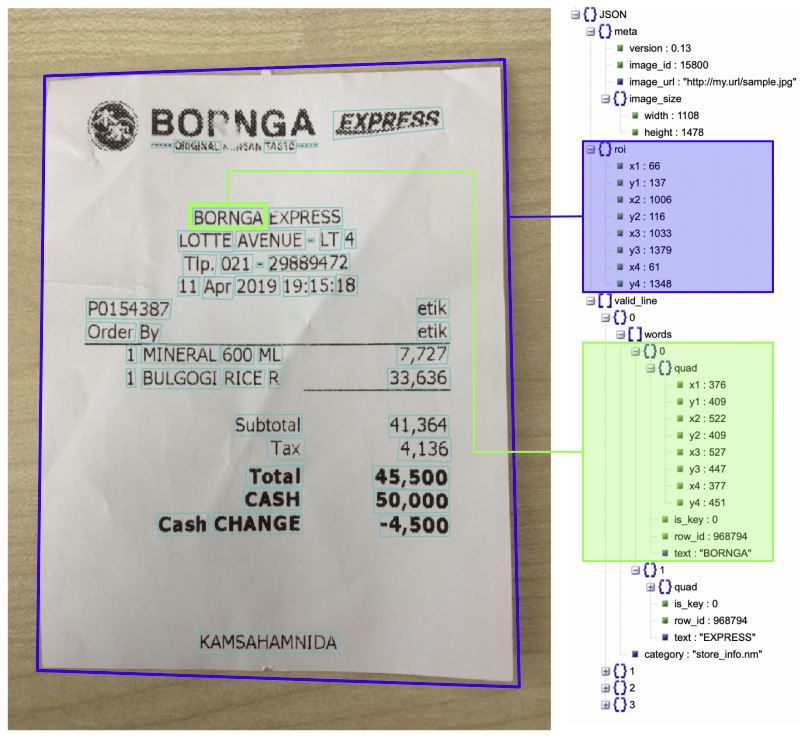 BORNGA EXPRESS
ORIGINAL KOREAN TASTE
BORNGA EXPRESS
LOTTE AVENUE - LT 4
Tlp. 021 - 29889472
11 Apr 2019 19:15:18
P0154387 etik
Order By etik
1 MINERAL 600 ML 7,727
1 BULGOGI RICE R 33,636
Subtotal 41,364
Tax 4,136
Total 45,500
CASH 50,000
Cash CHANGE -4,500
KAMSAHAMNIDA
{} JSON
{} meta
version : 0.13
image_id : 15800
image_url : "http://my.url/sample.jpg"
{} image_size
width : 1108
height : 1478
{} roi
x1 : 66
y1 : 137
x2 : 1006
y2 : 116
x3 : 1033
y3 : 1379
x4 : 61
y4 : 1348
[] valid_line
{} 0
[] words
{} 0
{} quad
x1 : 376
y1 : 409
x2 : 522
y2 : 409
x3 : 527
y3 : 447
x4 : 377
y4 : 451
is_key : 0
row_id : 968794
text : "BORNGA"
{} 1
{} quad
is_key : 0
row_id : 968794
text : "EXPRESS"
category : "store_info.nm"
{} 1
{} 2
{} 3